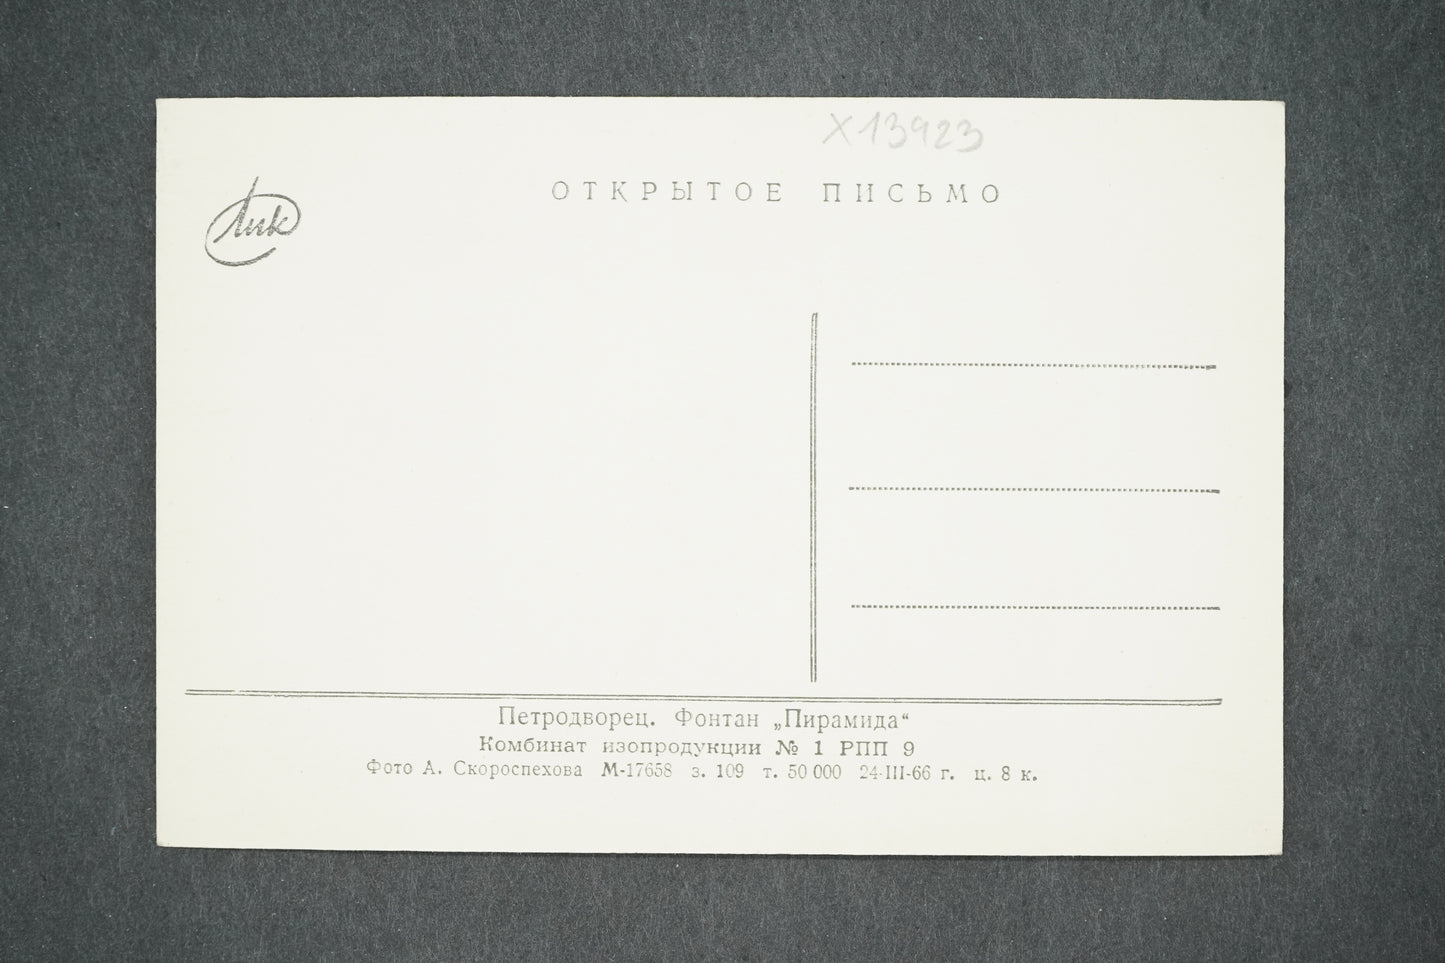 Х13923
ОТКРЫТОЕ ПИСЬМО
Лик
Петродворец. Фонтан „Пирамида“
Комбинат изопродукции № 1 РПП 9
Фото А. Скороспехова М-17658 з. 109 т. 50 000 24-III-66 г. ц. 8 к.